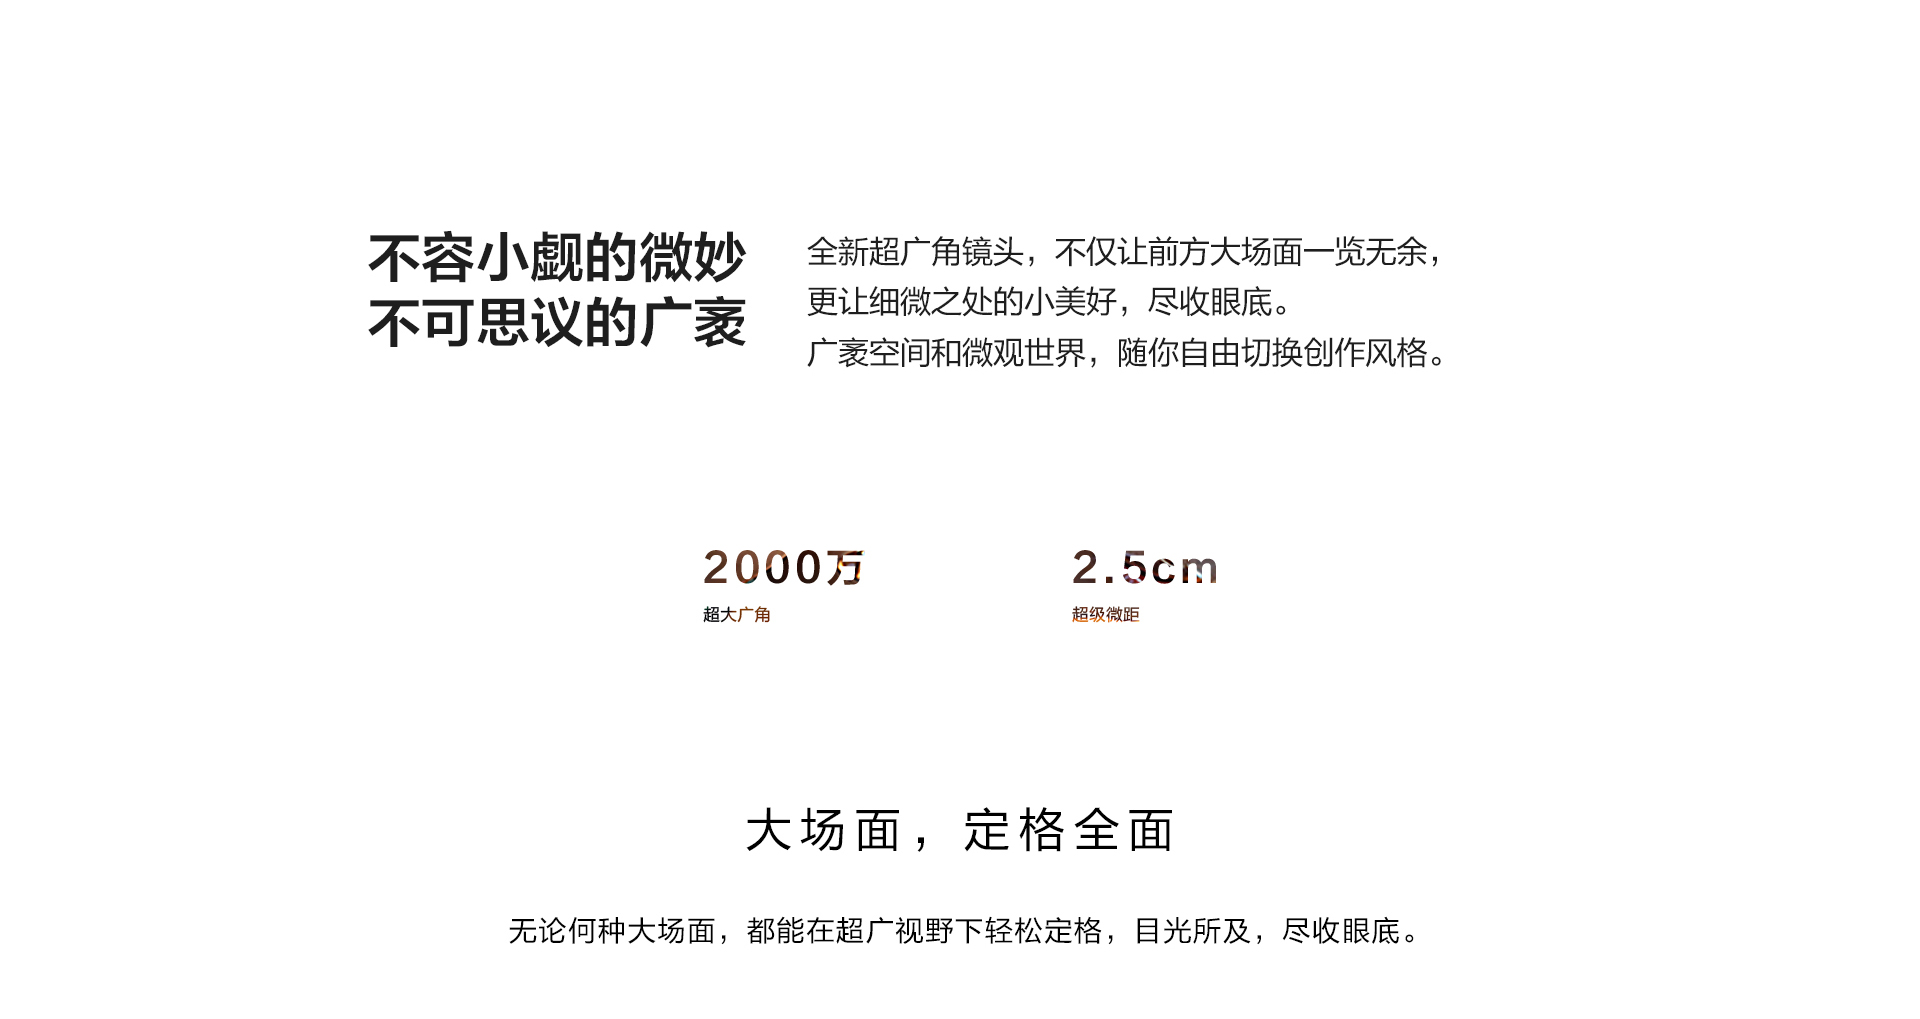 不容小觑的微妙
不可思议的广袤
全新超广角镜头，不仅让前方大场面一览无余，
更让细微之处的小美好，尽收眼底。
广袤空间和微观世界，随你自由切换创作风格。
2000万
超大广角
2.5cm
超级微距
大场面，定格全面
无论何种大场面，都能在超广视野下轻松定格，目光所及，尽收眼底。